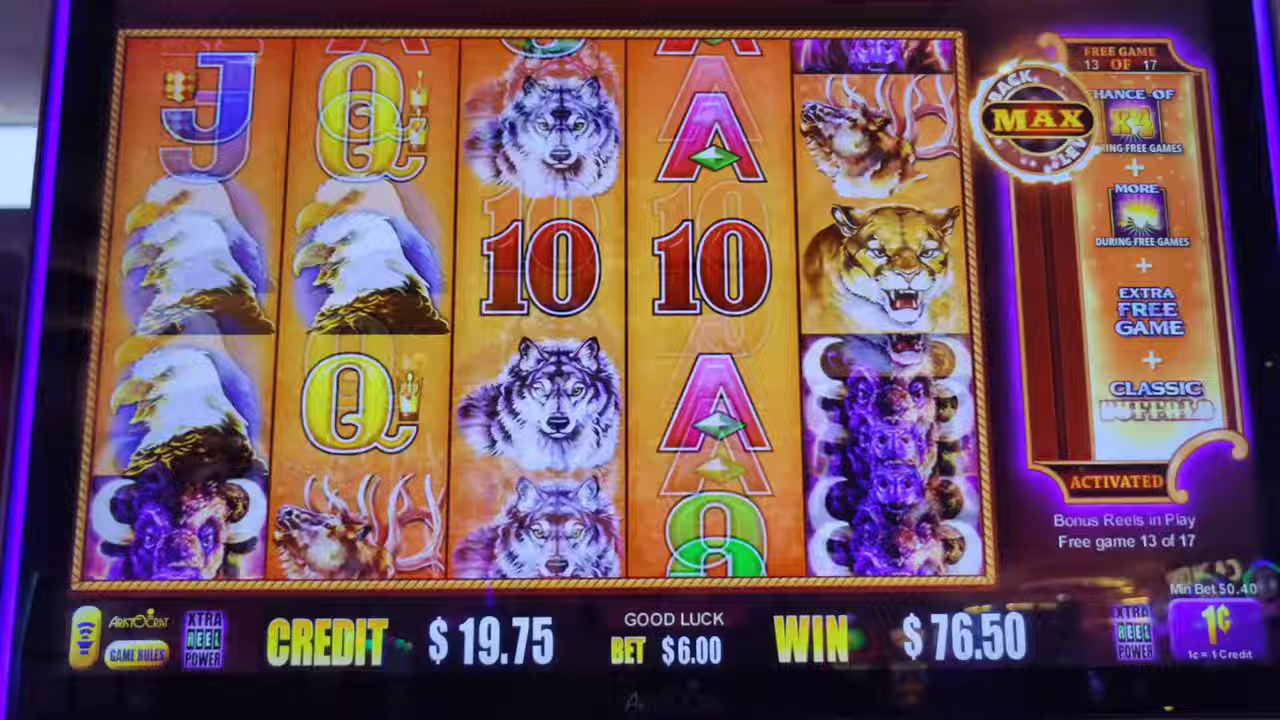 J
Q
A
10
10
Q
A
MAX
FREE GAME
13 OF 17
CHANCE OF
X4
RING FREE GAMES
+
MORE
DURING FREE GAMES
+
EXTRA
FREE
GAME
+
CLASSIC
BUFFALO
ACTIVATED
Bonus Reels in Play
Free game 13 of 17
Min Bet $0.40
ARISTOCRAT
GAME RULES
XTRA
REEL
POWER
CREDIT $19.75
GOOD LUCK
BET $6.00
WIN $76.50
XTRA
REEL
POWER
1¢
1c = 1 Credit